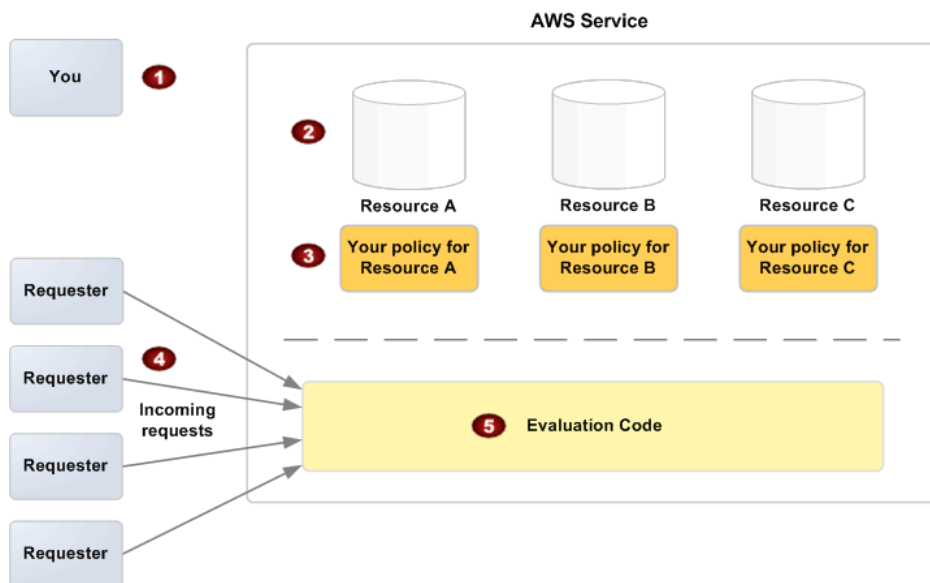 AWS Service
You
1
2
Resource A
Resource B
Resource C
3
Your policy for
Resource A
Your policy for
Resource B
Your policy for
Resource C
Requester
Requester
4
Incoming
requests
Requester
Requester
5
Evaluation Code